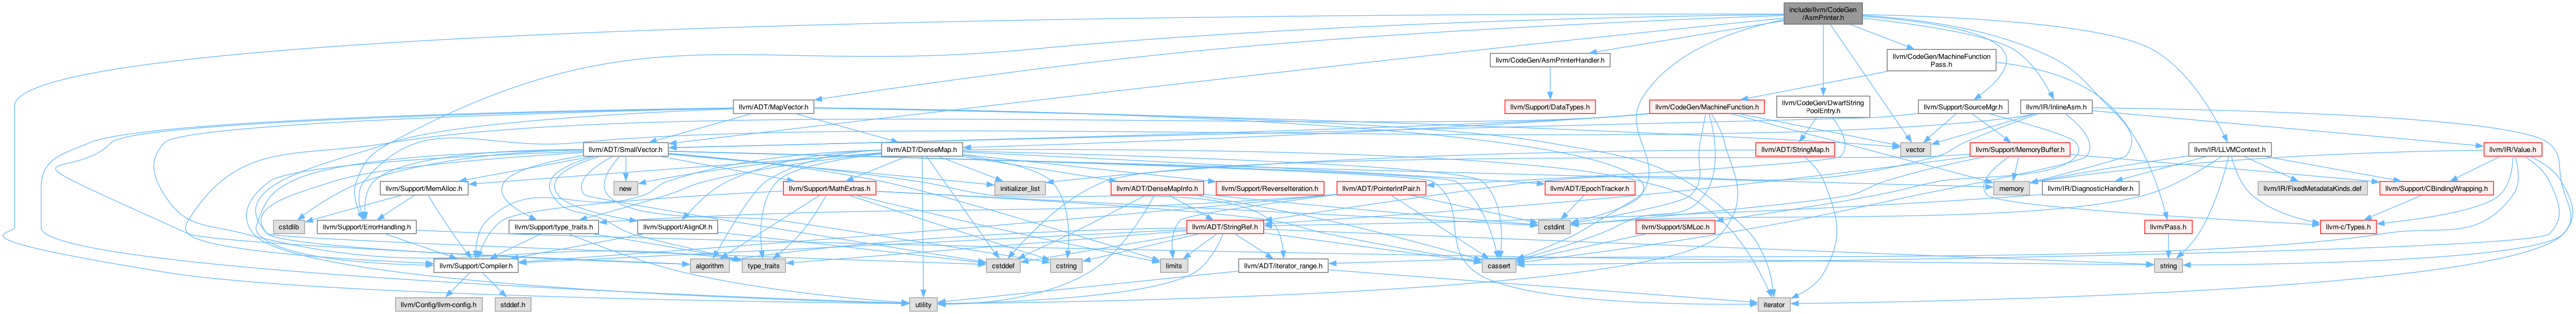 include/llvm/CodeGen
/AsmPrinter.h
llvm/CodeGen/AsmPrinterHandler.h
llvm/CodeGen/MachineFunction
Pass.h
llvm/Support/DataTypes.h
llvm/ADT/MapVector.h
llvm/CodeGen/MachineFunction.h
llvm/CodeGen/DwarfString
PoolEntry.h
llvm/Support/SourceMgr.h
llvm/IR/InlineAsm.h
llvm/ADT/SmallVector.h
llvm/ADT/DenseMap.h
llvm/ADT/StringMap.h
vector
llvm/Support/MemoryBuffer.h
llvm/IR/LLVMContext.h
llvm/IR/Value.h
llvm/Support/MemAlloc.h
new
llvm/Support/MathExtras.h
initializer_list
llvm/ADT/DenseMapInfo.h
llvm/Support/ReverseIteration.h
llvm/ADT/PointerIntPair.h
llvm/ADT/EpochTracker.h
memory
llvm/IR/DiagnosticHandler.h
llvm/IR/FixedMetadataKinds.def
llvm/Support/CBindingWrapping.h
cstdlib
llvm/Support/ErrorHandling.h
llvm/Support/type_traits.h
llvm/Support/AlignOf.h
llvm/ADT/StringRef.h
cstdint
llvm/Support/SMLoc.h
llvm/Pass.h
llvm-c/Types.h
llvm/Support/Compiler.h
algorithm
type_traits
cstddef
cstring
limits
llvm/ADT/iterator_range.h
cassert
string
llvm/Config/llvm-config.h
stddef.h
utility
iterator